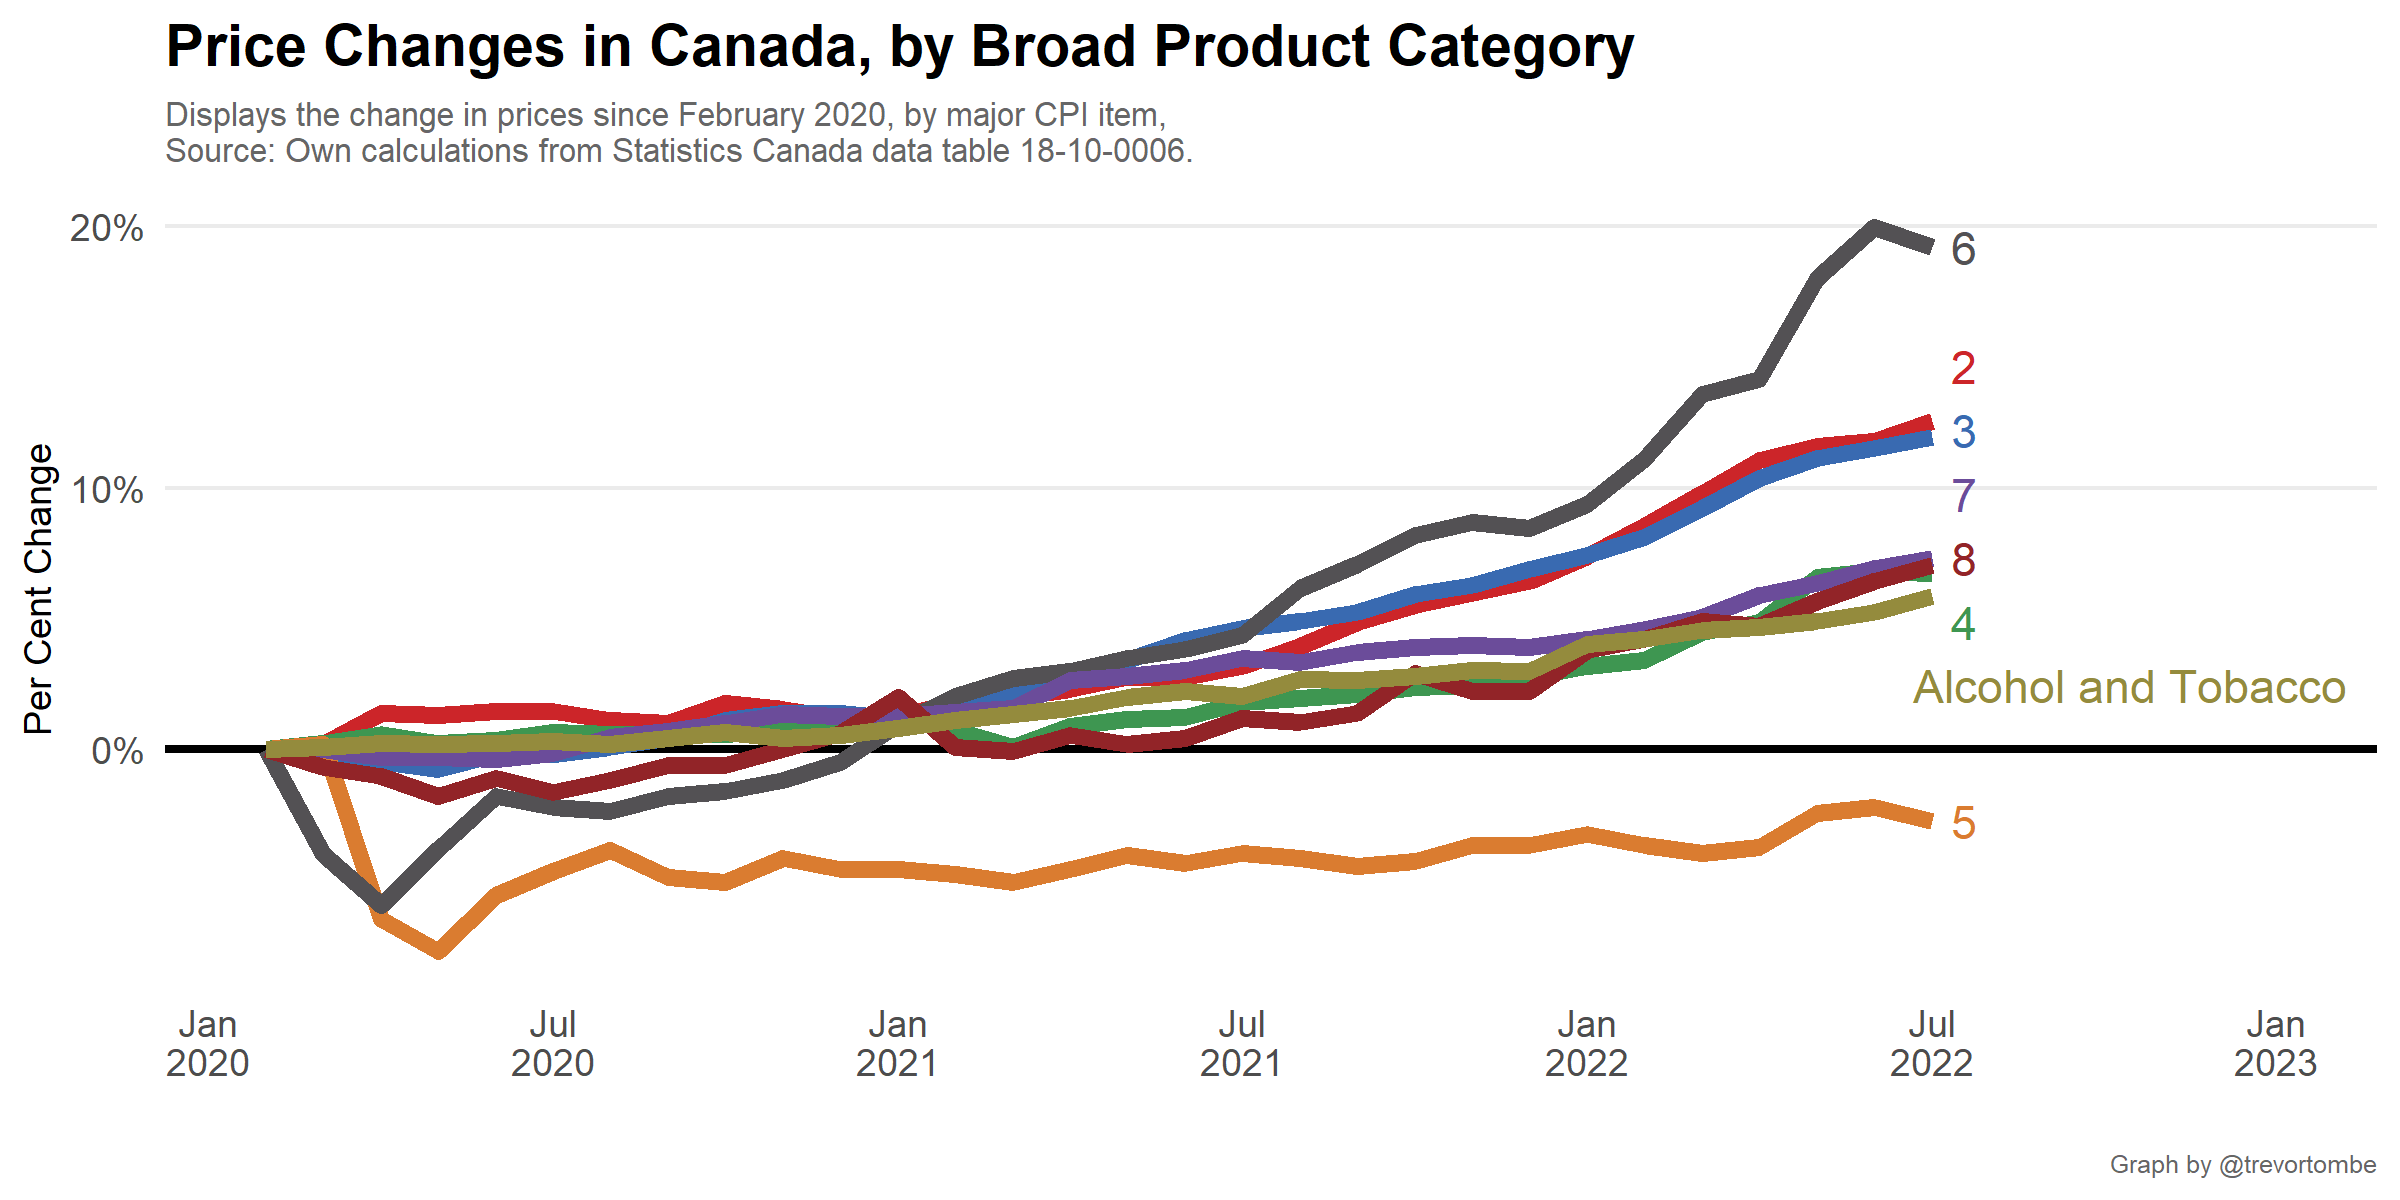 Price Changes in Canada, by Broad Product Category
Displays the change in prices since February 2020, by major CPI item,
Source: Own calculations from Statistics Canada data table 18-10-0006.
Per Cent Change
20%
10%
0%
6
2
3
7
8
4
Alcohol and Tobacco
5
Jan
2020
Jul
2020
Jan
2021
Jul
2021
Jan
2022
Jul
2022
Jan
2023
Graph by @trevortombe